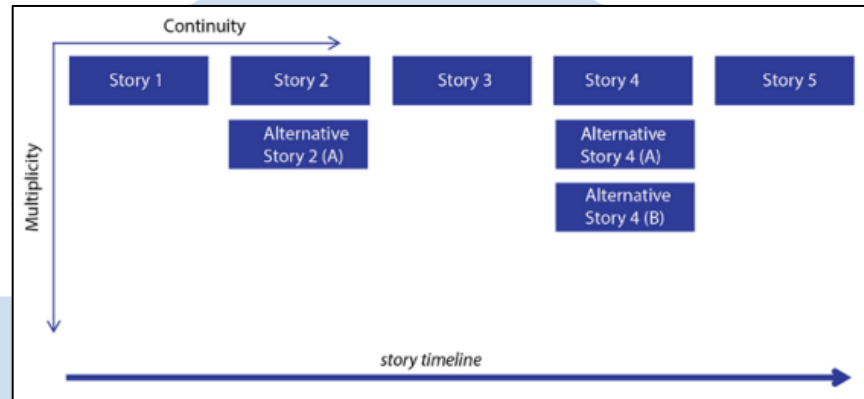 Continuity
Story 1
Story 2
Story 3
Story 4
Story 5
Alternative
Story 2 (A)
Alternative
Story 4 (A)
Alternative
Story 4 (B)
Multiplicity
story timeline